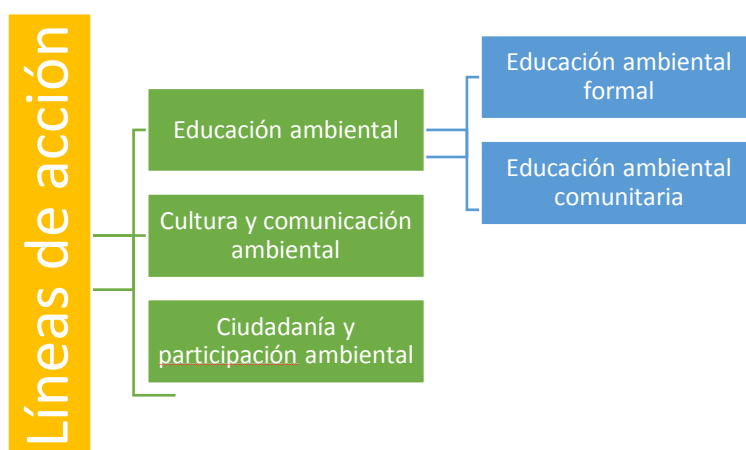 Líneas de acción
Educación ambiental
Cultura y comunicación
ambiental
Ciudadanía y
participación ambiental
Educación ambiental
formal
Educación ambiental
comunitaria